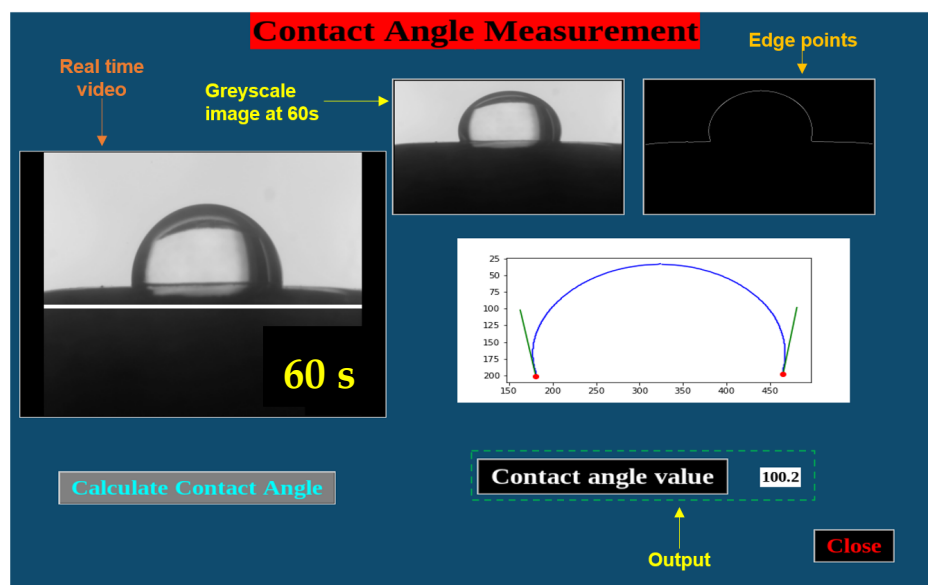 Contact Angle Measurement
Real time
video
Greyscale
image at 60s
Edge points
60 s
25
50
75
100
125
150
175
200
150 200 250 300 350 400 450
Calculate Contact Angle
Contact angle value
100.2
Output
Close